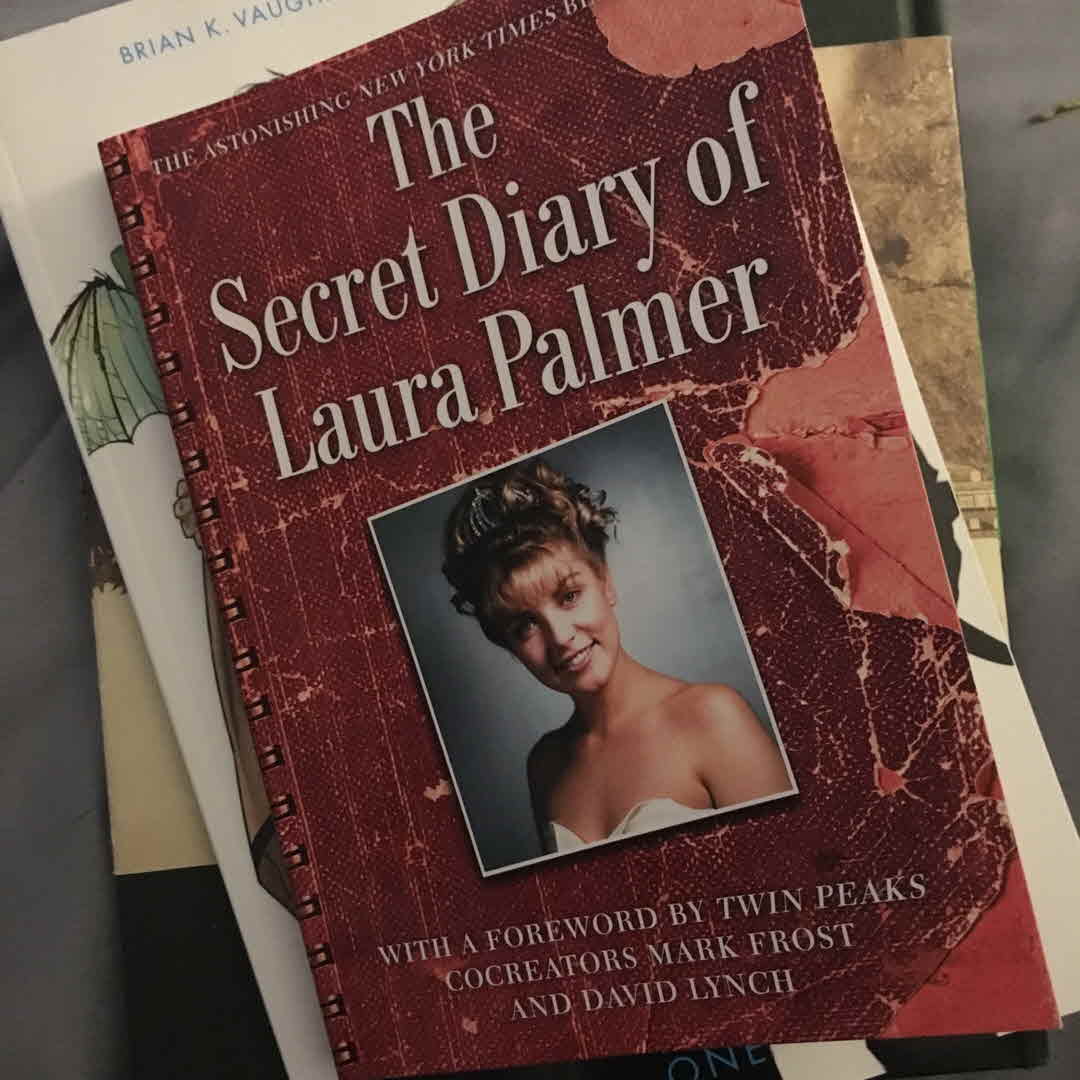 BRIAN K.
THE ASTONISHING NEW YORK TIMES
The
Secret Diary of
Laura Palmer
WITH A FOREWORD BY TWIN PEAKS
COCREATORS MARK FROST
AND DAVID LYNCH
ONE